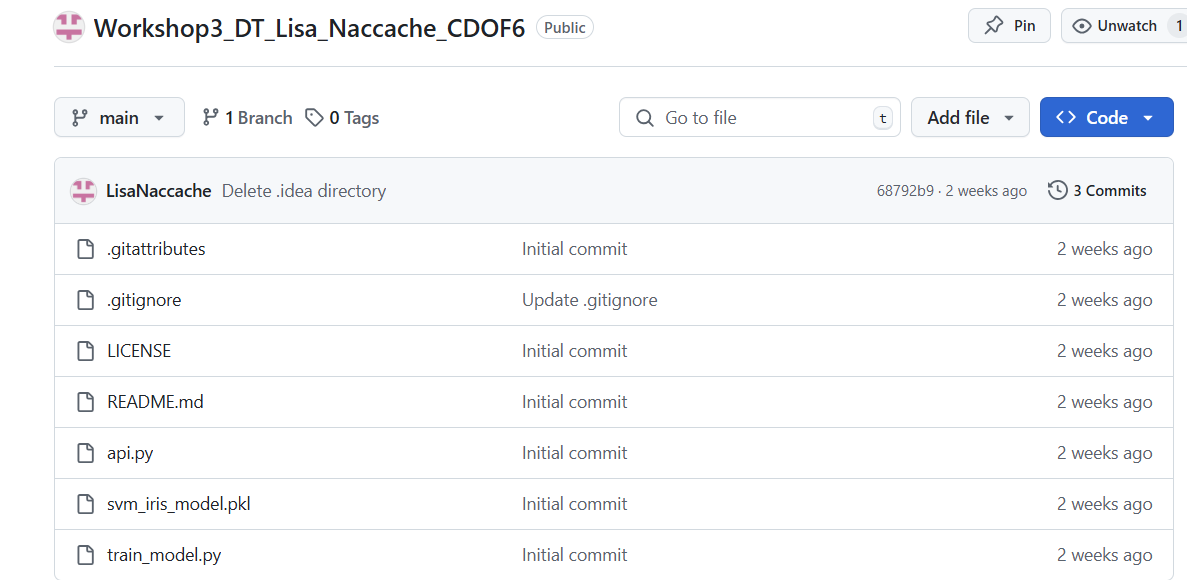 Workshop3_DT_Lisa_Naccache_CDOF6 Public Pin Unwatch 1
main 1 Branch 0 Tags Go to file t Add file Code
LisaNaccache Delete .idea directory 68792b9 · 2 weeks ago 3 Commits
.gitattributes Initial commit 2 weeks ago
.gitignore Update .gitignore 2 weeks ago
LICENSE Initial commit 2 weeks ago
README.md Initial commit 2 weeks ago
api.py Initial commit 2 weeks ago
svm_iris_model.pkl Initial commit 2 weeks ago
train_model.py Initial commit 2 weeks ago